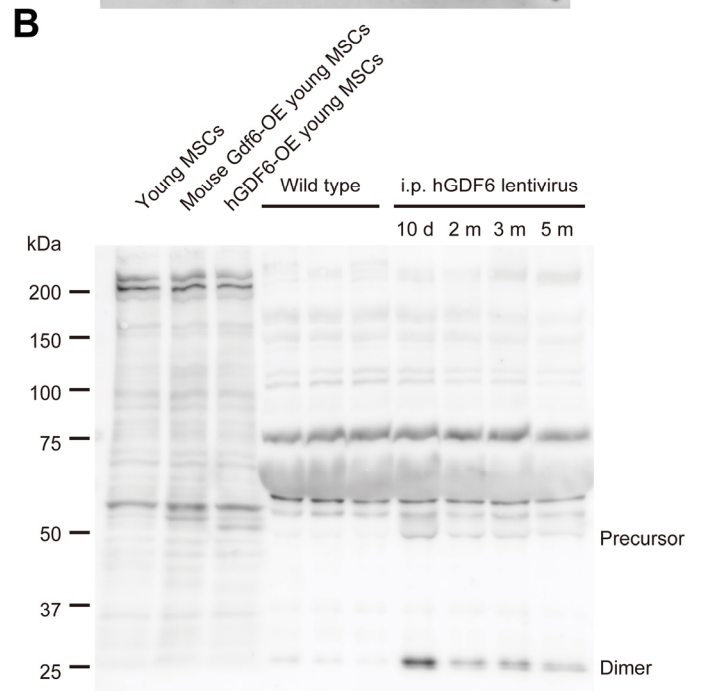 B
Young MSCs
Mouse Gdf6-OE young MSCs
hGDF6-OE young MSCs
Wild type
i.p. hGDF6 lentivirus
10 d 2 m 3 m 5 m
kDa
200
150
100
75
50
Precursor
37
25
Dimer